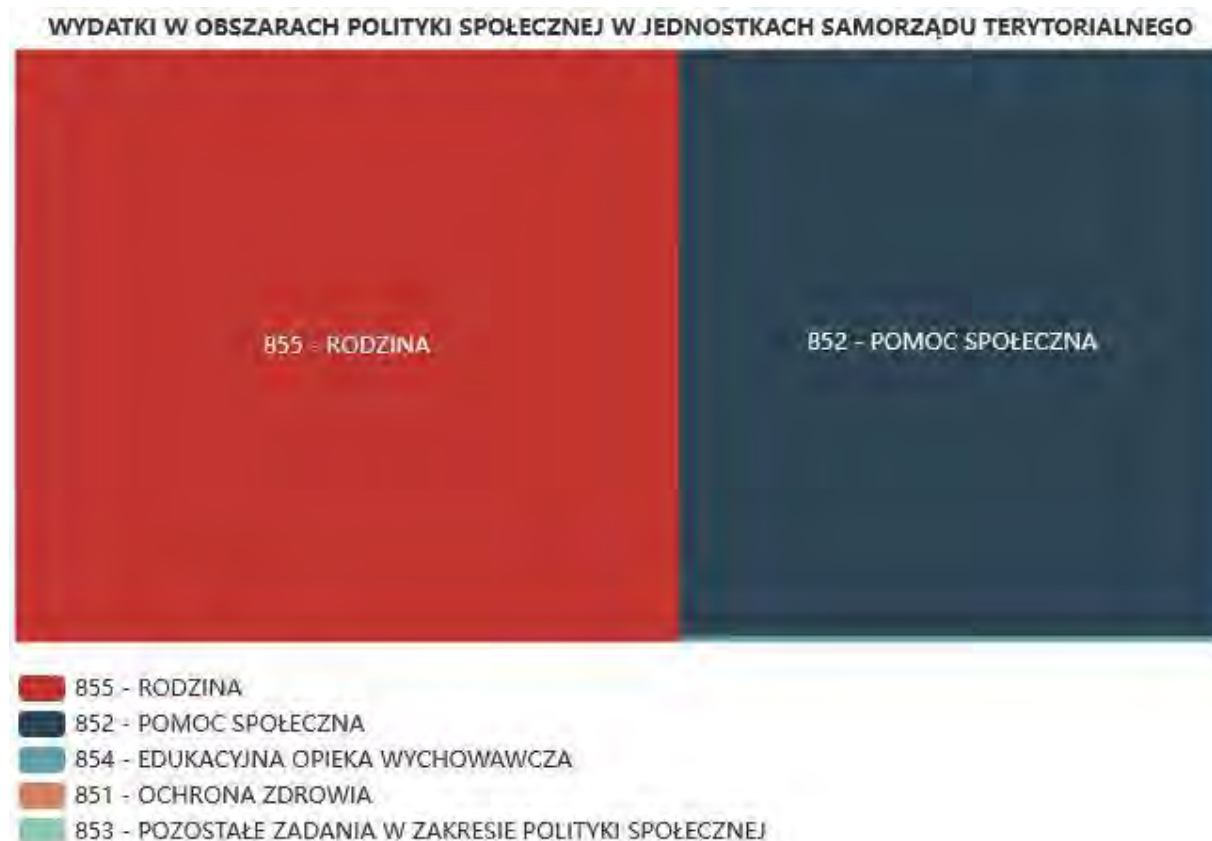 WYDATKI W OBSZARACH POLITYKI SPOŁECZNEJ W JEDNOSTKACH SAMORZĄDU TERYTORIALNEGO
855 - RODZINA
852 - POMOC SPOŁECZNA
855 - RODZINA
852 - POMOC SPOŁECZNA
854 - EDUKACYJNA OPIEKA WYCHOWAWCZA
851 - OCHRONA ZDROWIA
853 - POZOSTAŁE ZADANIA W ZAKRESIE POLITYKI SPOŁECZNEJ